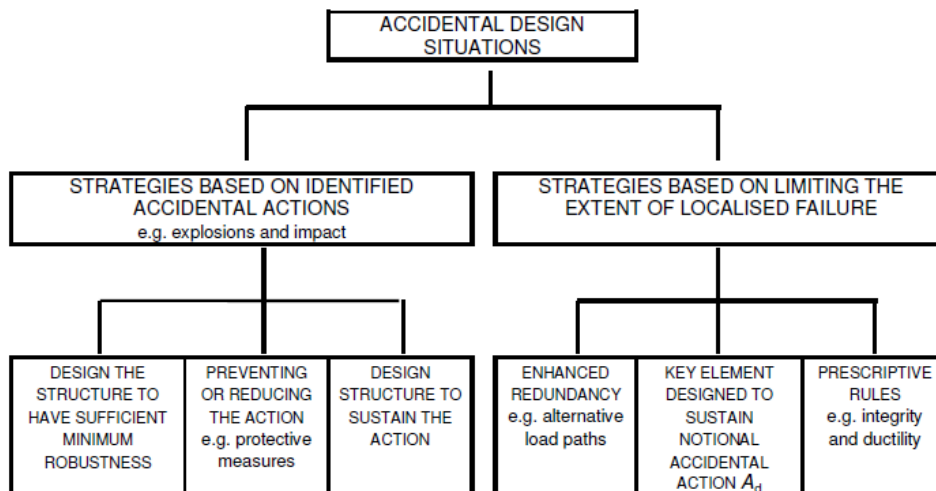 ACCIDENTAL DESIGN
SITUATIONS
STRATEGIES BASED ON IDENTIFIED
ACCIDENTAL ACTIONS
e.g. explosions and impact
STRATEGIES BASED ON LIMITING THE
EXTENT OF LOCALISED FAILURE
DESIGN THE
STRUCTURE TO
HAVE SUFFICIENT
MINIMUM
ROBUSTNESS
PREVENTING
OR REDUCING
THE ACTION
e.g. protective
measures
DESIGN
STRUCTURE TO
SUSTAIN THE
ACTION
ENHANCED
REDUNDANCY
e.g. alternative
load paths
KEY ELEMENT
DESIGNED TO
SUSTAIN
NOTIONAL
ACCIDENTAL
ACTION Ad
PRESCRIPTIVE
RULES
e.g. integrity
and ductility